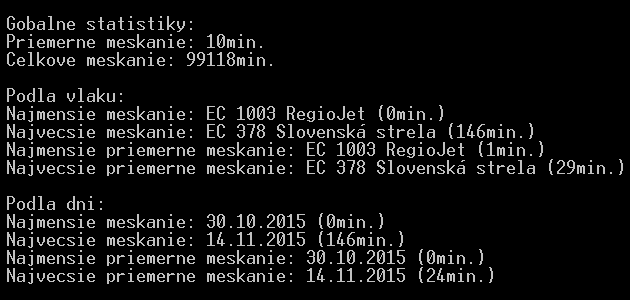 Gobalne statistiky:
Priemerne meskanie: 10min.
Celkove meskanie: 99118min.
Podla vlaku:
Najmensie meskanie: EC 1003 RegioJet (0min.)
Najvecsie meskanie: EC 378 Slovenská strela (146min.)
Najmensie priemerne meskanie: EC 1003 RegioJet (1min.)
Najvecsie priemerne meskanie: EC 378 Slovenská strela (29min.)
Podla dni:
Najmensie meskanie: 30.10.2015 (0min.)
Najvecsie meskanie: 14.11.2015 (146min.)
Najmensie priemerne meskanie: 30.10.2015 (0min.)
Najvecsie priemerne meskanie: 14.11.2015 (24min.)